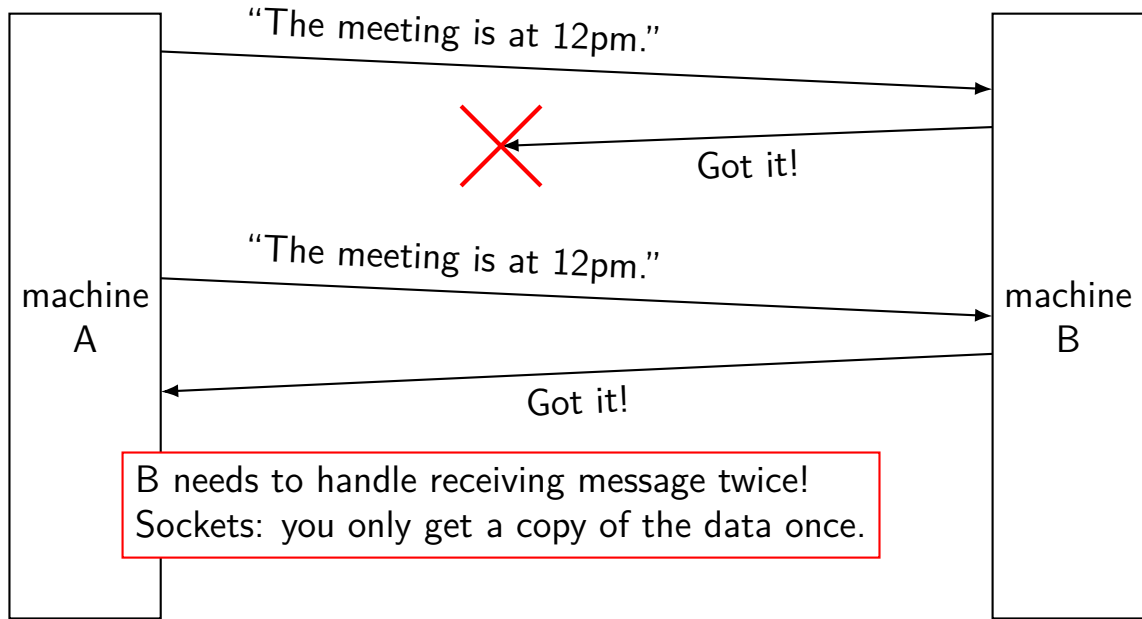 “The meeting is at 12pm.”
Got it!
“The meeting is at 12pm.”
machine
A
machine
B
Got it!
B needs to handle receiving message twice!
Sockets: you only get a copy of the data once.